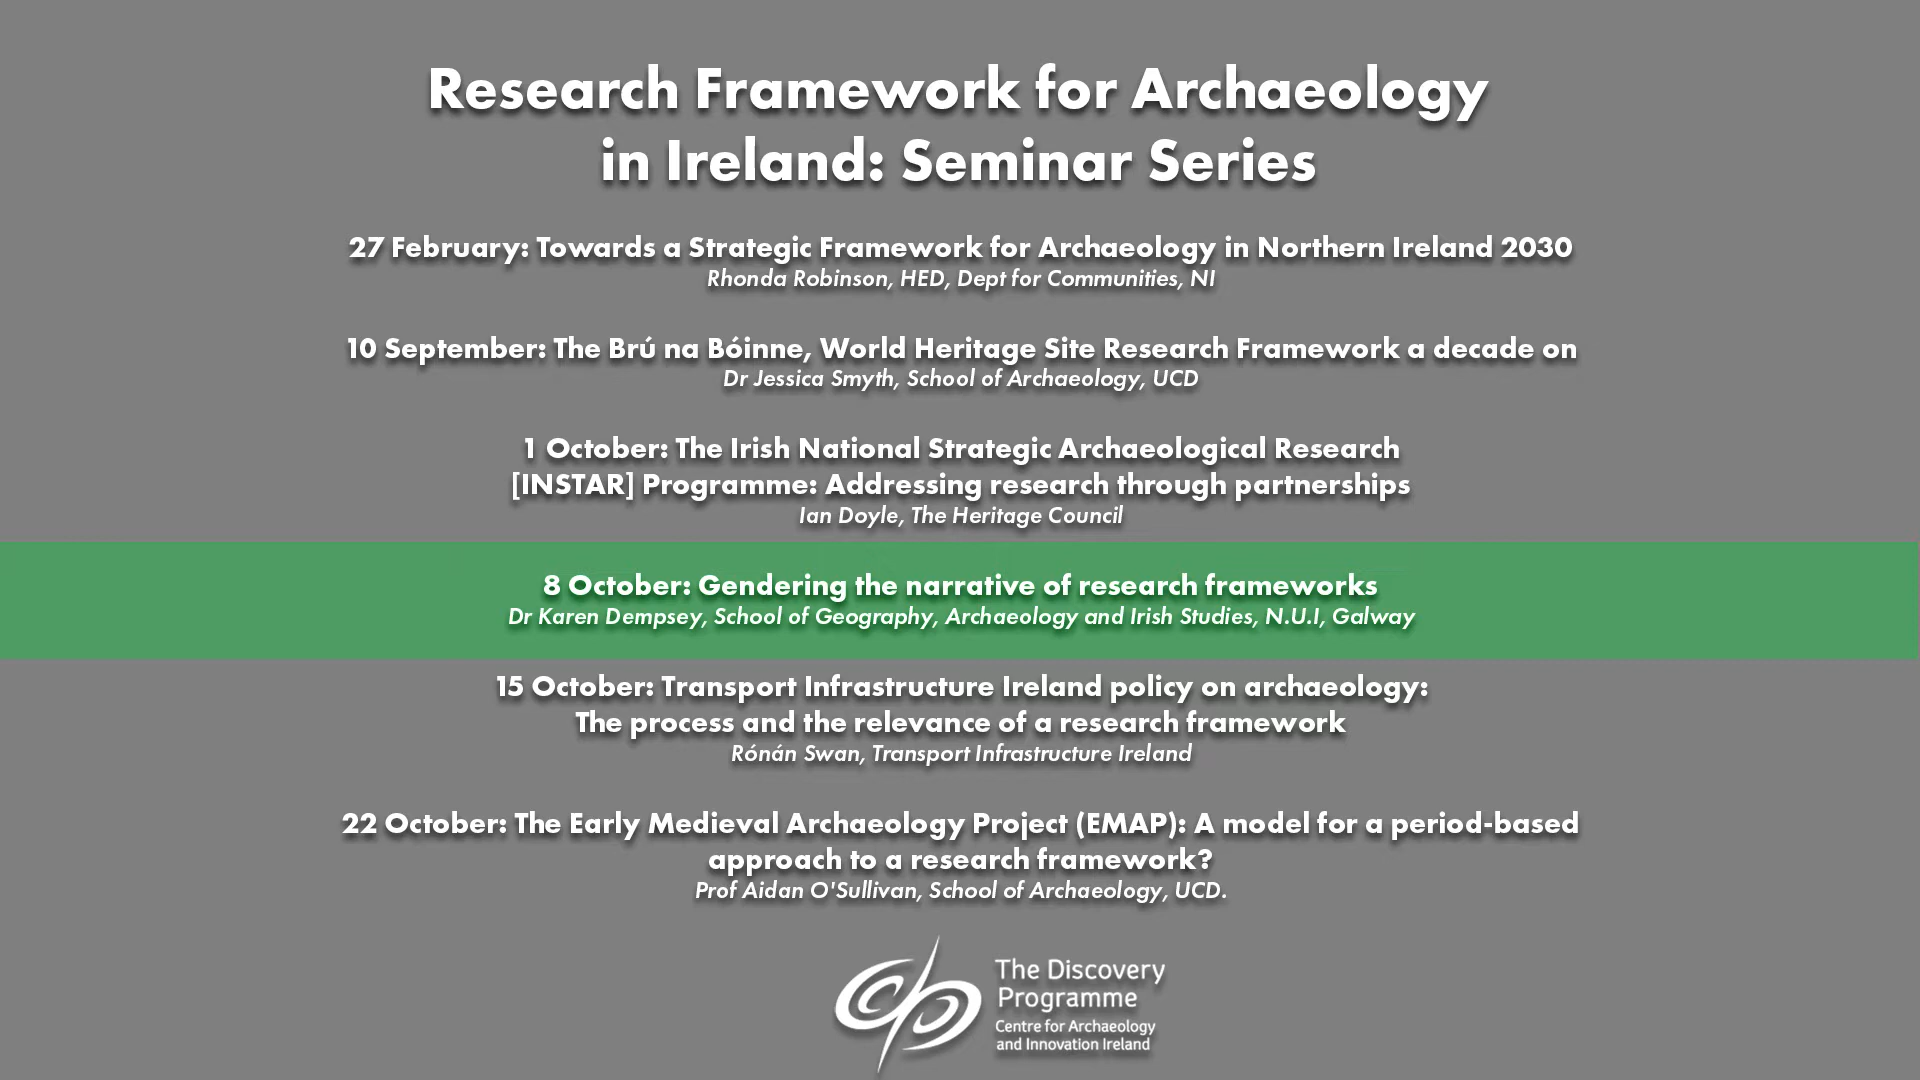 Research Framework for Archaeology
in Ireland: Seminar Series
27 February: Towards a Strategic Framework for Archaeology in Northern Ireland 2030
Rhonda Robinson, HED, Dept for Communities, NI
10 September: The Brú na Bóinne, World Heritage Site Research Framework a decade on
Dr Jessica Smyth, School of Archaeology, UCD
1 October: The Irish National Strategic Archaeological Research
[INSTAR] Programme: Addressing research through partnerships
Ian Doyle, The Heritage Council
8 October: Gendering the narrative of research frameworks
Dr Karen Dempsey, School of Geography, Archaeology and Irish Studies, N.U.I, Galway
15 October: Transport Infrastructure Ireland policy on archaeology:
The process and the relevance of a research framework
Rónán Swan, Transport Infrastructure Ireland
22 October: The Early Medieval Archaeology Project (EMAP): A model for a period-based
approach to a research framework?
Prof Aidan O'Sullivan, School of Archaeology, UCD.
The Discovery
Programme
Centre for Archaeology
and Innovation Ireland